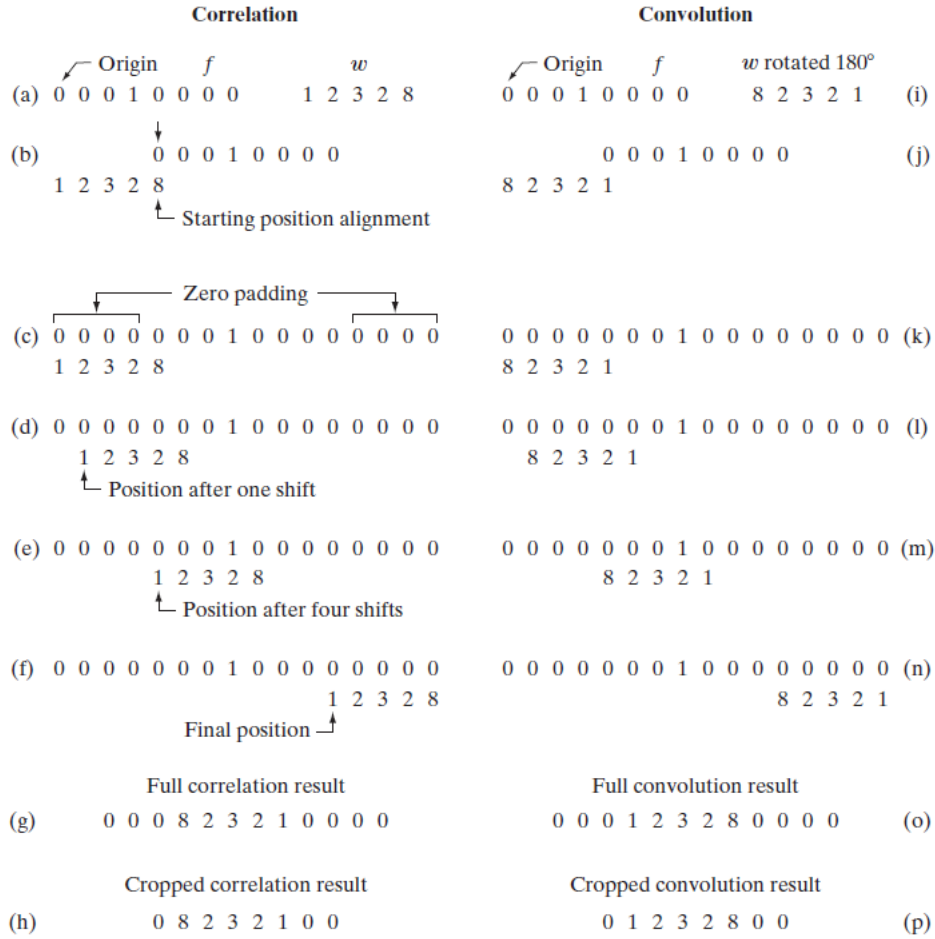 Correlation Convolution
Origin f w Origin f w rotated 180°
(a) 0 0 0 1 0 0 0 0 1 2 3 2 8 0 0 0 1 0 0 0 0 8 2 3 2 1 (i)
(b) 0 0 0 1 0 0 0 0 0 0 0 1 0 0 0 0 (j)
1 2 3 2 8 8 2 3 2 1
Starting position alignment
Zero padding
(c) 0 0 0 0 0 0 0 1 0 0 0 0 0 0 0 0 0 0 0 0 0 0 0 1 0 0 0 0 0 0 0 0 (k)
1 2 3 2 8 8 2 3 2 1
(d) 0 0 0 0 0 0 0 1 0 0 0 0 0 0 0 0 0 0 0 0 0 0 0 1 0 0 0 0 0 0 0 0 (l)
1 2 3 2 8 8 2 3 2 1
Position after one shift
(e) 0 0 0 0 0 0 0 1 0 0 0 0 0 0 0 0 0 0 0 0 0 0 0 1 0 0 0 0 0 0 0 0 (m)
1 2 3 2 8 8 2 3 2 1
Position after four shifts
(f) 0 0 0 0 0 0 0 1 0 0 0 0 0 0 0 0 0 0 0 0 0 0 0 1 0 0 0 0 0 0 0 0 (n)
1 2 3 2 8 8 2 3 2 1
Final position
Full correlation result Full convolution result
(g) 0 0 0 8 2 3 2 1 0 0 0 0 0 0 0 1 2 3 2 8 0 0 0 0 (o)
Cropped correlation result Cropped convolution result
(h) 0 8 2 3 2 1 0 0 0 1 2 3 2 8 0 0 (p)